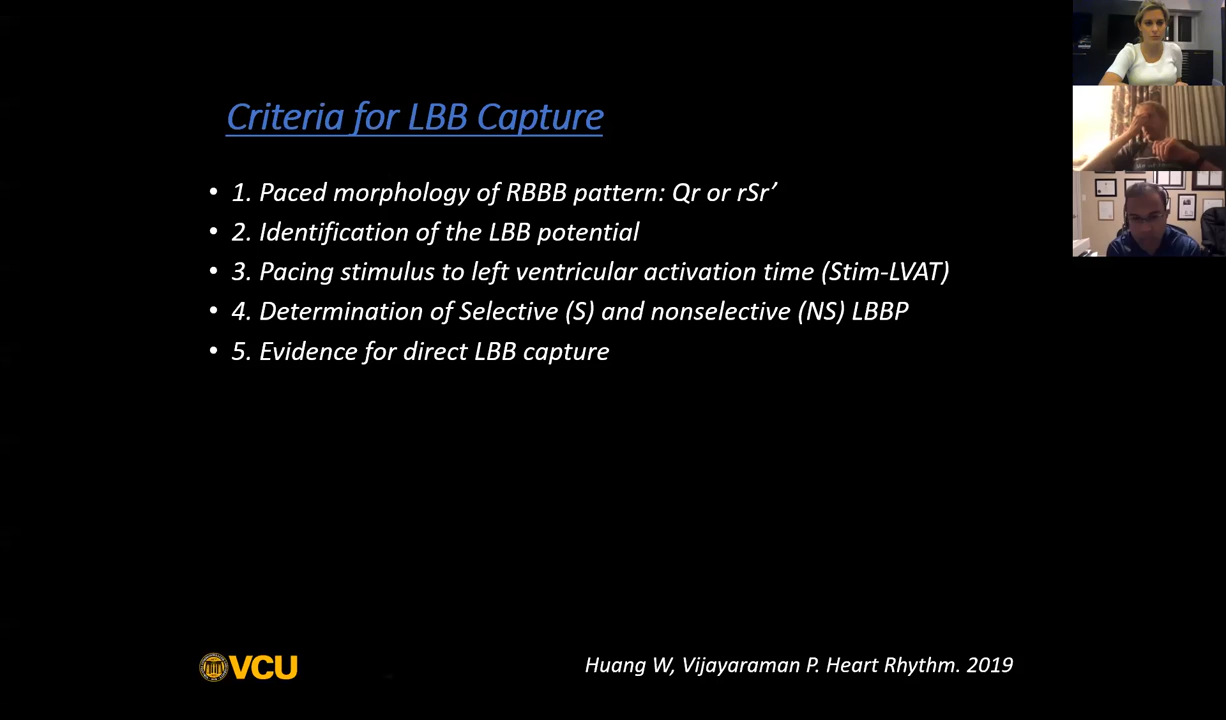 Criteria for LBB Capture
• 1. Paced morphology of RBBB pattern: Qr or rSr’
• 2. Identification of the LBB potential
• 3. Pacing stimulus to left ventricular activation time (Stim-LVAT)
• 4. Determination of Selective (S) and nonselective (NS) LBBP
• 5. Evidence for direct LBB capture
VCU
Huang W, Vijayaraman P. Heart Rhythm. 2019